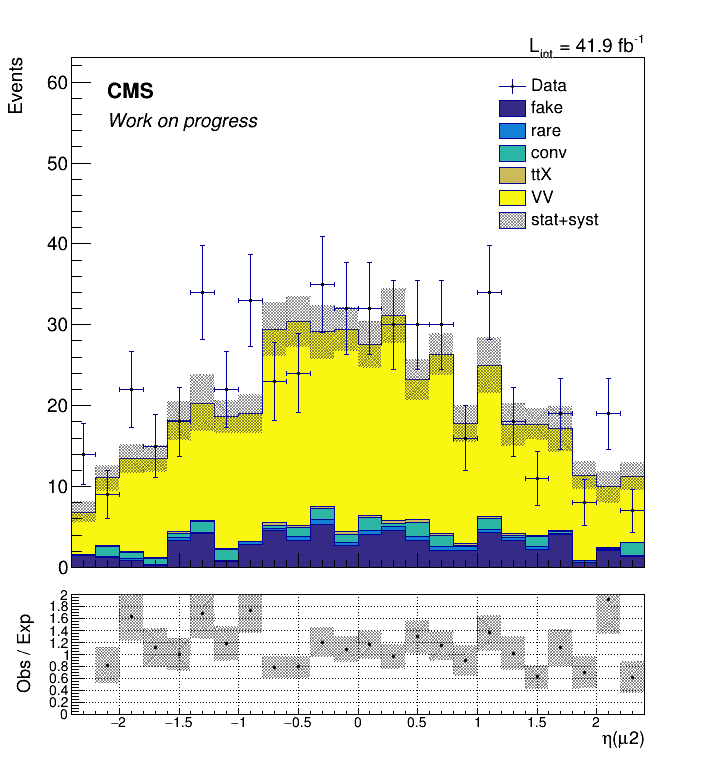 L_int = 41.9 fb^-1
Events
60
50
40
30
20
10
0
CMS
Work on progress
Data
fake
rare
conv
ttX
VV
stat+syst
Obs / Exp
2
1.8
1.6
1.4
1.2
1
0.8
0.6
0.4
0.2
0
−2 −1.5 −1 −0.5 0 0.5 1 1.5 2
η(μ2)